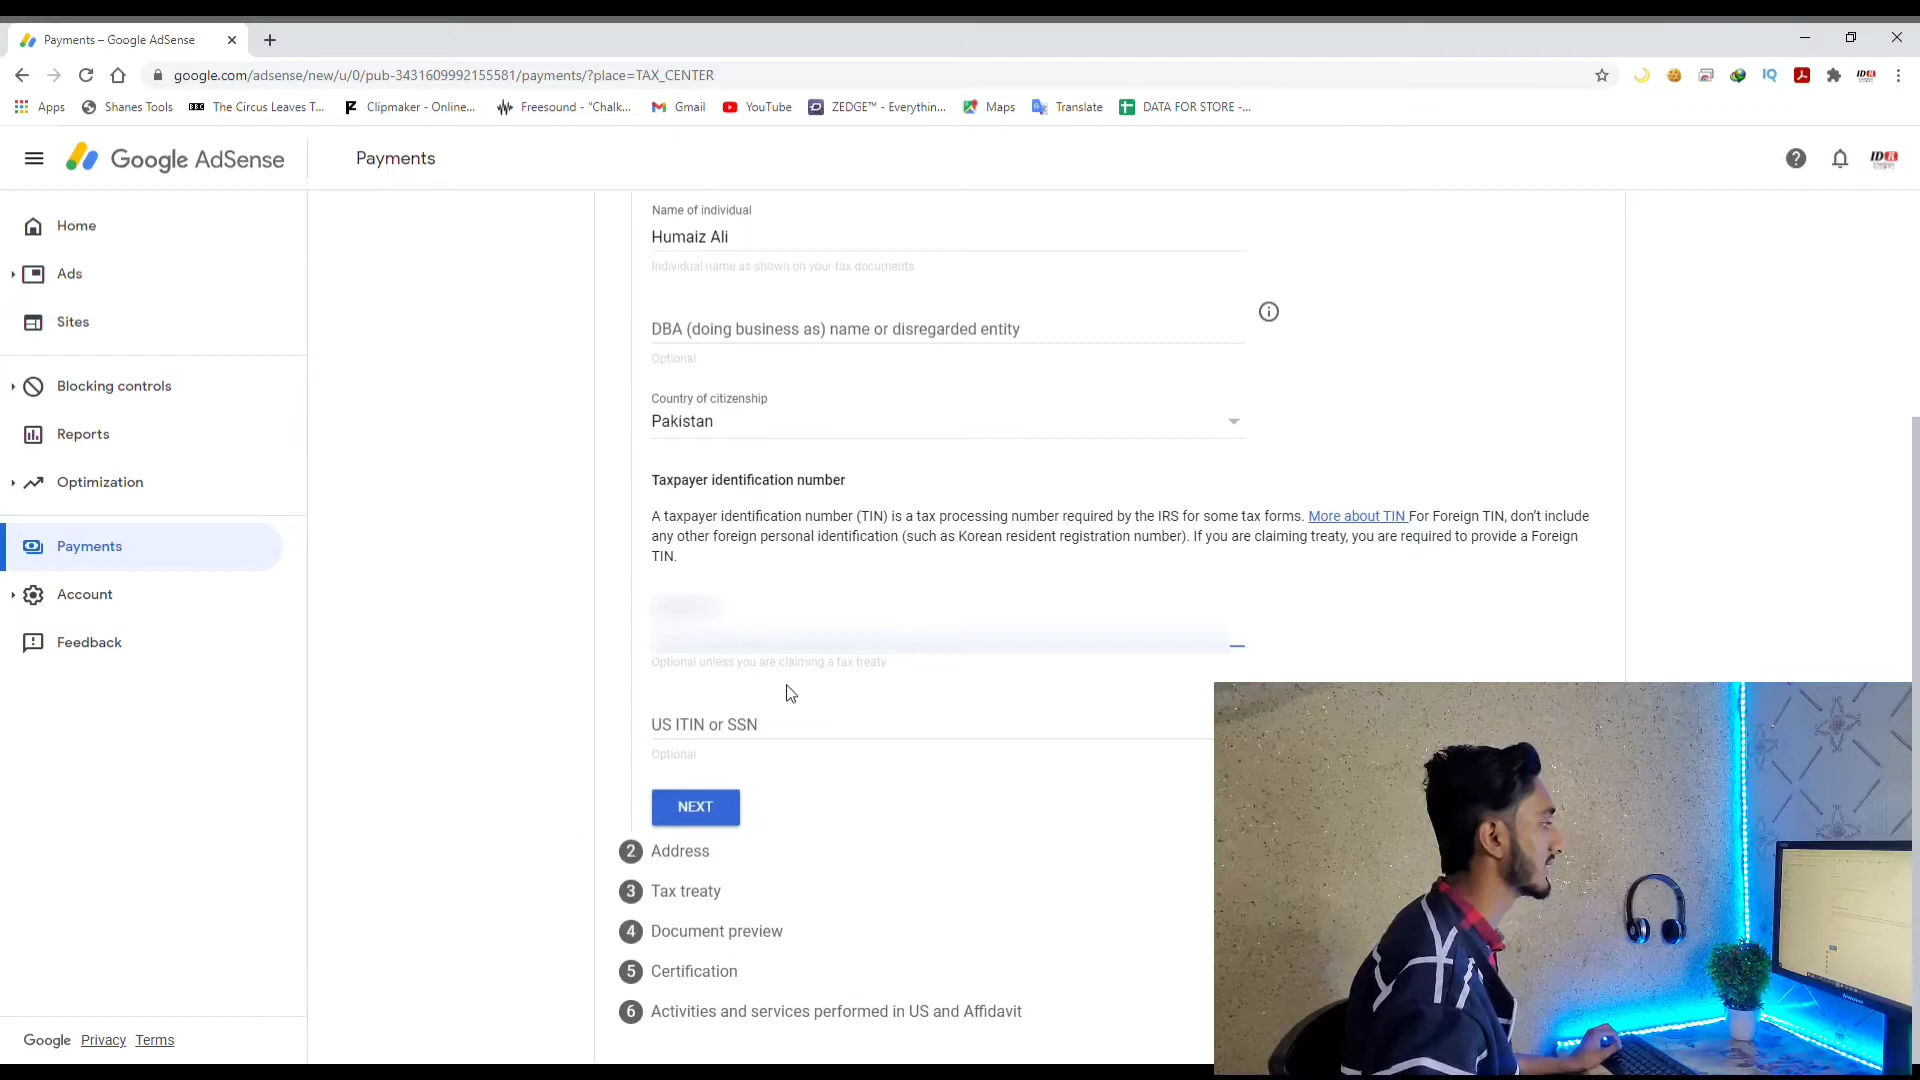 Payments – Google AdSense
google.com/adsense/new/u/0/pub-3431609992155581/payments/?place=TAX_CENTER
Apps
Shanes Tools
The Circus Leaves T...
Clipmaker - Online...
Freesound - "Chalk...
Gmail
YouTube
ZEDGE™ - Everythin...
Maps
Translate
DATA FOR STORE -...
Google AdSense
Payments
Home
Ads
Sites
Blocking controls
Reports
Optimization
Payments
Account
Feedback
Google Privacy Terms
Name of individual
Humaiz Ali
Individual name as shown on your tax documents
DBA (doing business as) name or disregarded entity
Optional
Country of citizenship
Pakistan
Taxpayer identification number
A taxpayer identification number (TIN) is a tax processing number required by the IRS for some tax forms. More about TIN For Foreign TIN, don’t include
any other foreign personal identification (such as Korean resident registration number). If you are claiming treaty, you are required to provide a Foreign
TIN.
Optional unless you are claiming a tax treaty
US ITIN or SSN
Optional
NEXT
2 Address
3 Tax treaty
4 Document preview
5 Certification
6 Activities and services performed in US and Affidavit